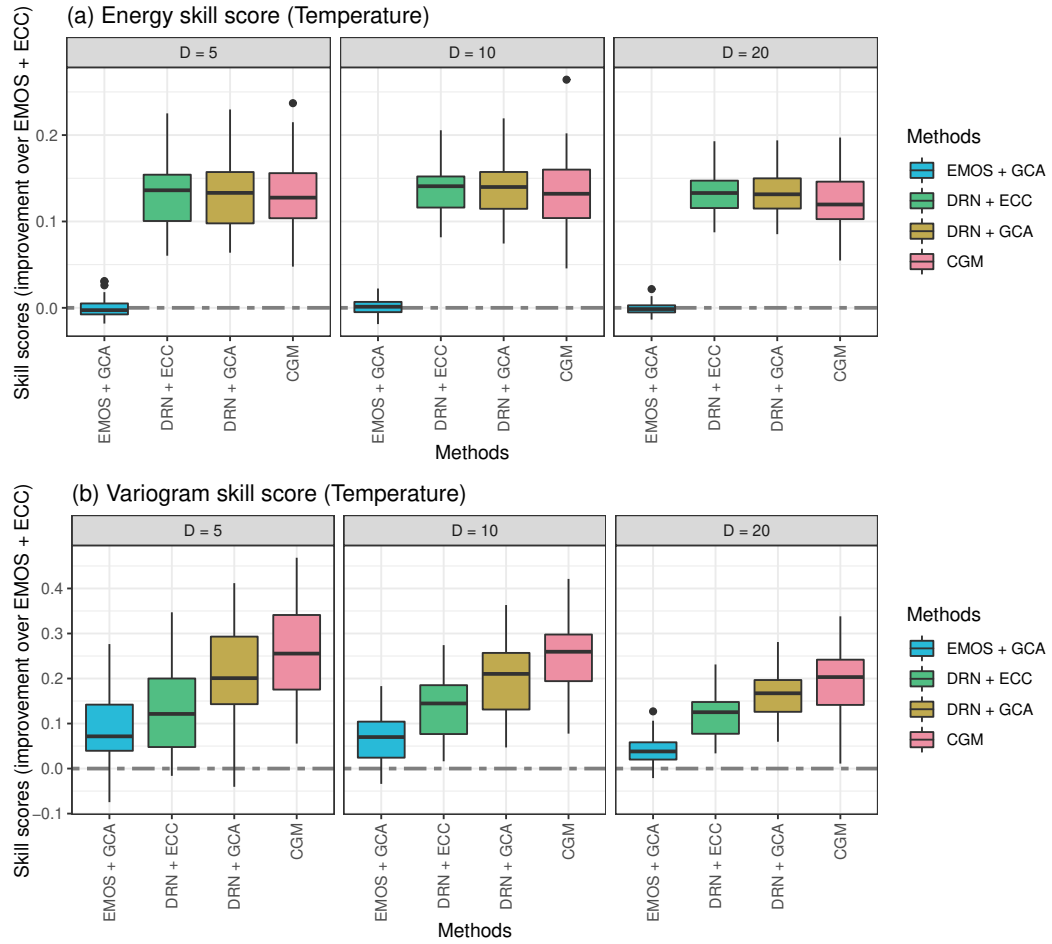 (a) Energy skill score (Temperature)
Skill scores (improvement over EMOS + ECC)
D = 5
D = 10
D = 20
0.2
0.1
0.0
EMOS + GCA
DRN + ECC
DRN + GCA
CGM
EMOS + GCA
DRN + ECC
DRN + GCA
CGM
EMOS + GCA
DRN + ECC
DRN + GCA
CGM
Methods
Methods
EMOS + GCA
DRN + ECC
DRN + GCA
CGM
(b) Variogram skill score (Temperature)
Skill scores (improvement over EMOS + ECC)
D = 5
D = 10
D = 20
0.4
0.3
0.2
0.1
0.0
−0.1
EMOS + GCA
DRN + ECC
DRN + GCA
CGM
EMOS + GCA
DRN + ECC
DRN + GCA
CGM
EMOS + GCA
DRN + ECC
DRN + GCA
CGM
Methods
Methods
EMOS + GCA
DRN + ECC
DRN + GCA
CGM